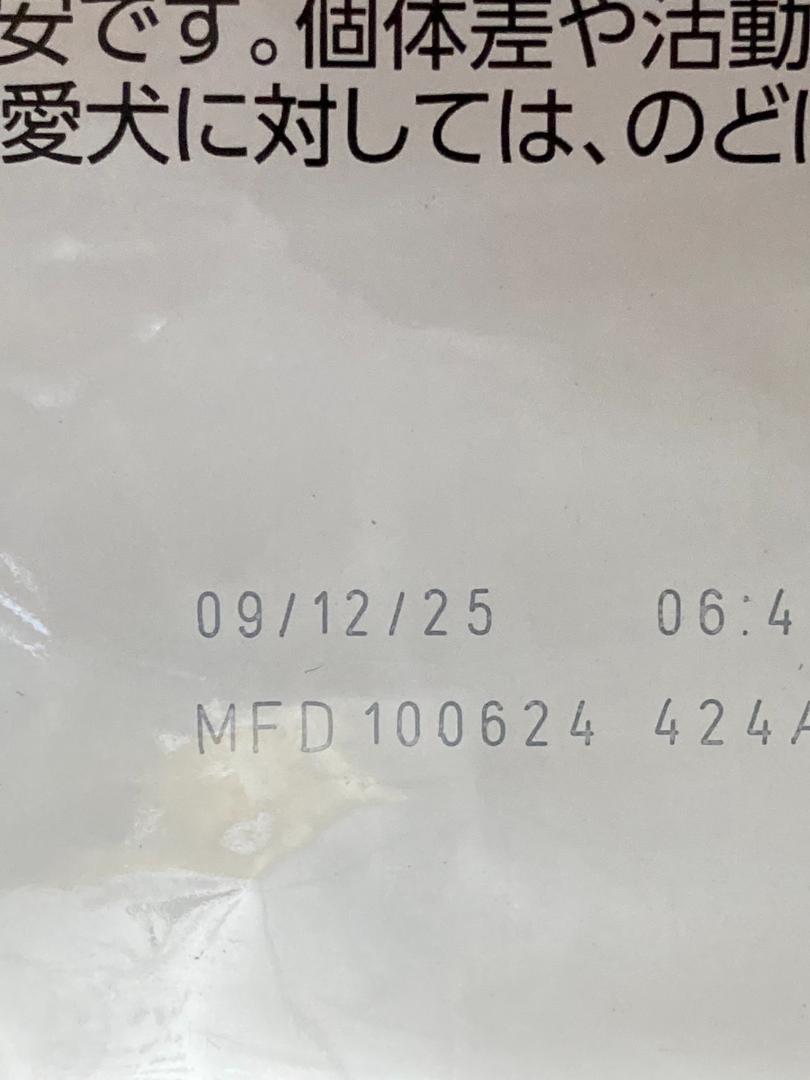 安です。個体差や活動
愛犬に対しては、のど
09/12/25 06:4
MFD 100624 424A